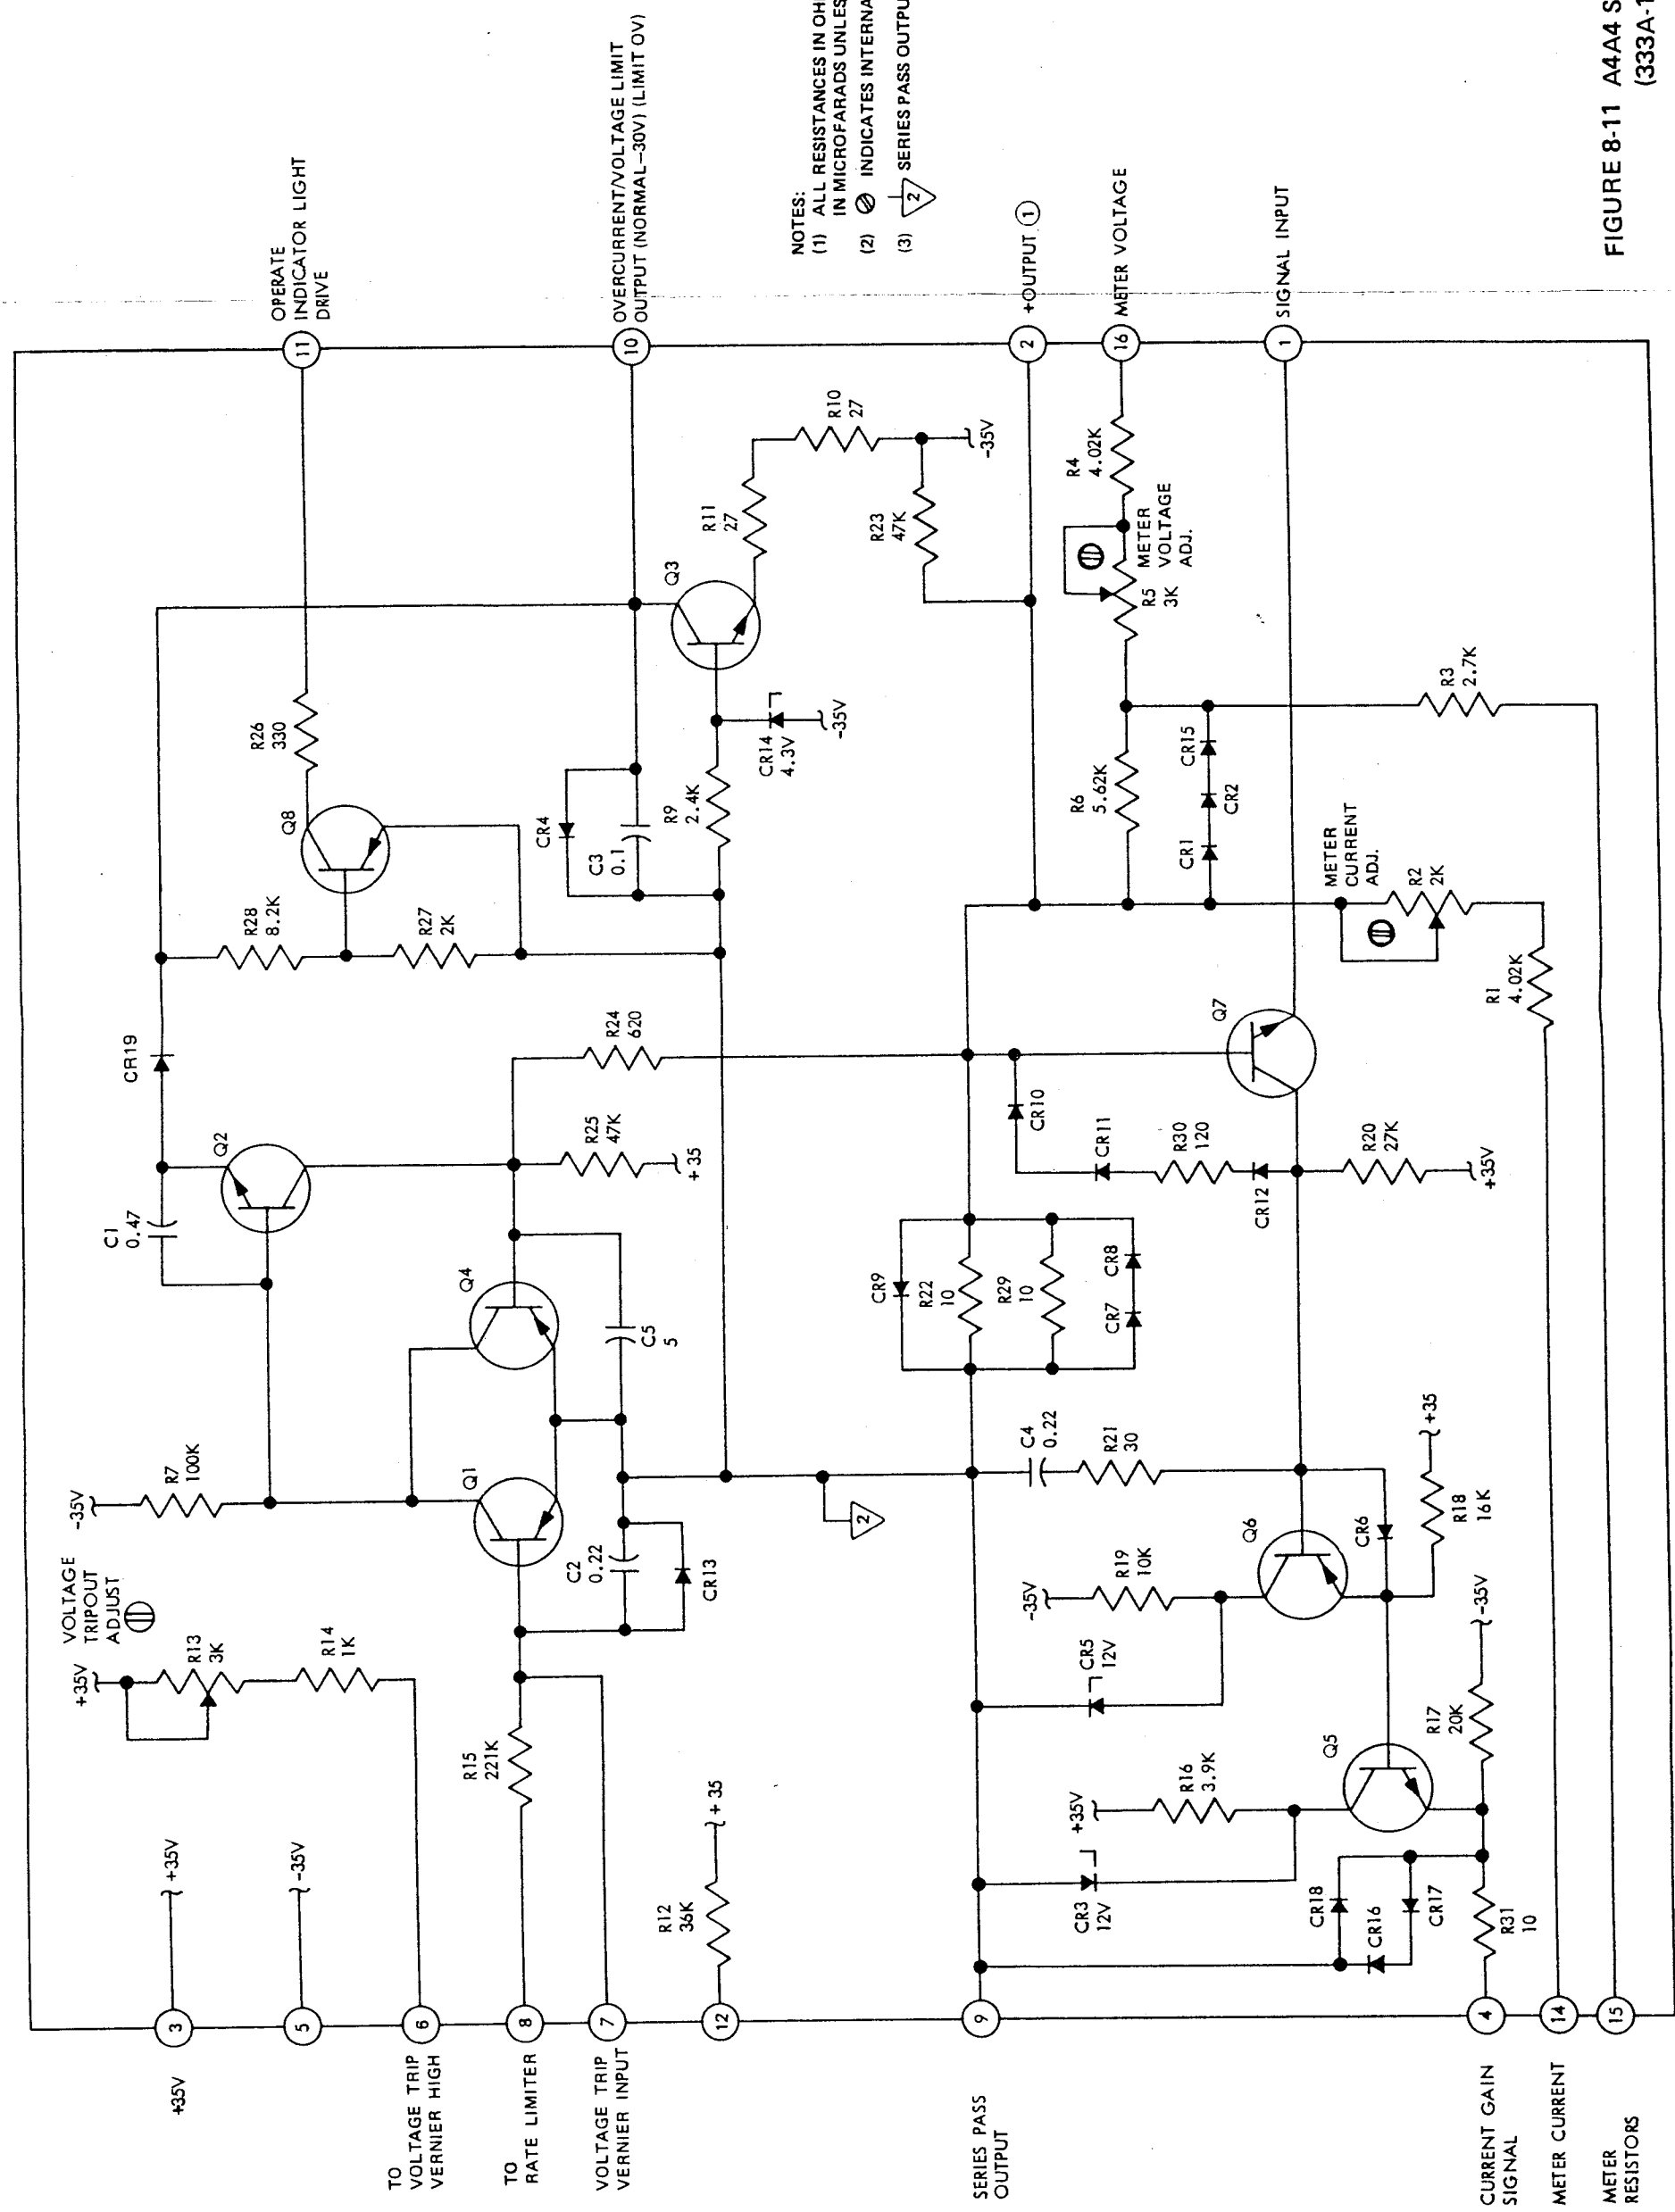 OPERATE
INDICATOR LIGHT
DRIVE
11
OVERCURRENT/VOLTAGE LIMIT
OUTPUT (NORMAL–30V) (LIMIT 0V)
10
NOTES:
(1) ALL RESISTANCES IN
IN MICROFARADS
(2) INDICATES
(3) 2 SERIES PASS
+OUTPUT 1
2
METER VOLTAGE
16
SIGNAL INPUT
1
FIGURE 8-11 A4A4
CR19
R28
8.2K
R27
2K
Q8
R26
330
CR4
C3
0.1
R9
2.4K
CR14
4.3V
-35V
Q3
R11
27
R10
27
R23
47K
-35V
C1
0.47
Q2
R24
620
R25
47K
+35
Q4
C5
5
-35V
R7
100K
Q1
C2
0.22
CR13
2
VOLTAGE
TRIPOUT
ADJUST
+35V
R13
3K
R14
1K
R15
221K
R12
36K
+35
+35V
3
+35V
5
-35V
6
TO
VOLTAGE TRIP
VERNIER HIGH
8
TO
RATE LIMITER
7
VOLTAGE TRIP
VERNIER INPUT
12
9
SERIES PASS
OUTPUT
4
CURRENT GAIN
SIGNAL
14
METER CURRENT
15
METER
RESISTORS
CR9
R22
10
R29
10
CR7
CR8
CR10
CR11
R30
120
CR12
R20
27K
+35V
Q7
C4
0.22
R21
30
Q6
R19
10K
-35V
CR5
12V
CR6
R18
16K
+35
R17
20K
-35V
Q5
R16
3.9K
+35V
CR3
12V
CR18
CR16
CR17
R31
10
R6
5.62K
CR1
CR2
CR15
R5
3K
METER
VOLTAGE
ADJ.
R4
4.02K
R3
2.7K
METER
CURRENT
ADJ.
R2
2K
R1
4.02K